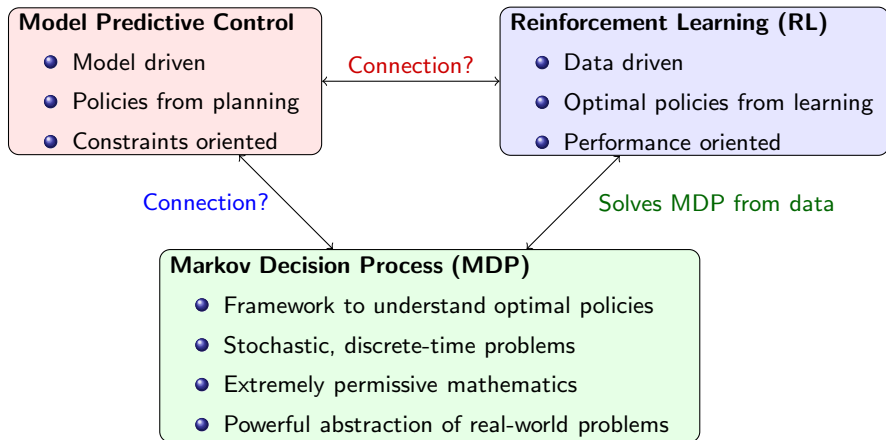 Model Predictive Control
Model driven
Policies from planning
Constraints oriented
Connection?
Reinforcement Learning (RL)
Data driven
Optimal policies from learning
Performance oriented
Connection?
Solves MDP from data
Markov Decision Process (MDP)
Framework to understand optimal policies
Stochastic, discrete-time problems
Extremely permissive mathematics
Powerful abstraction of real-world problems